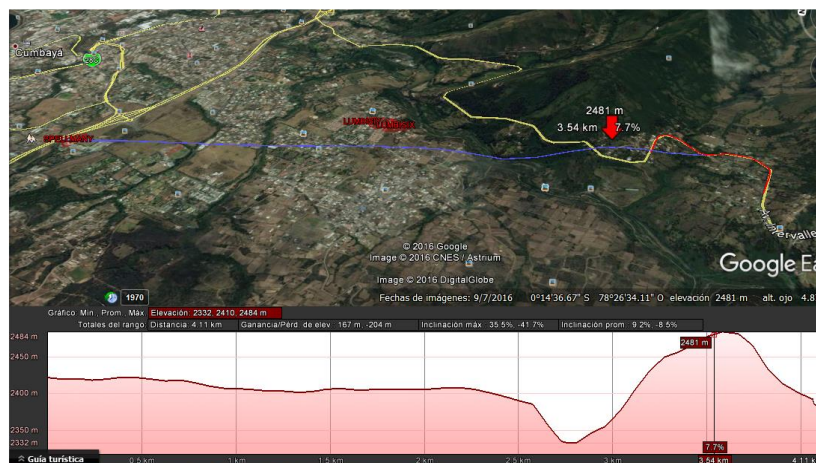 Cumbayá
2481 m
3.54 km 7.7%
© 2016 Google
Image © 2016 CNES / Astrium
Image © 2016 DigitalGlobe
Google Ea
1970
Fechas de imágenes: 9/7/2016 0°14'36.67" S 78°26'34.11" O elevación 2481 m alt. ojo 4.8
Gráfico Mín. Prom. Máx. Elevación: 2332, 2410, 2484 m
Totales del rango: Distancia: 4.11 km Ganancia/Pérd. de elev.: 167 m, -204 m Inclinación máx.: 35.5%, -41.7% Inclinación prom.: 9.2%, -8.5%
2484 m
2481 m
2450 m
2400 m
2350 m
2332 m
7.7%
Guía turística 0.5 km 1 km 1.5 km 2 km 2.5 km 3 km 3.54 km 4.11 k